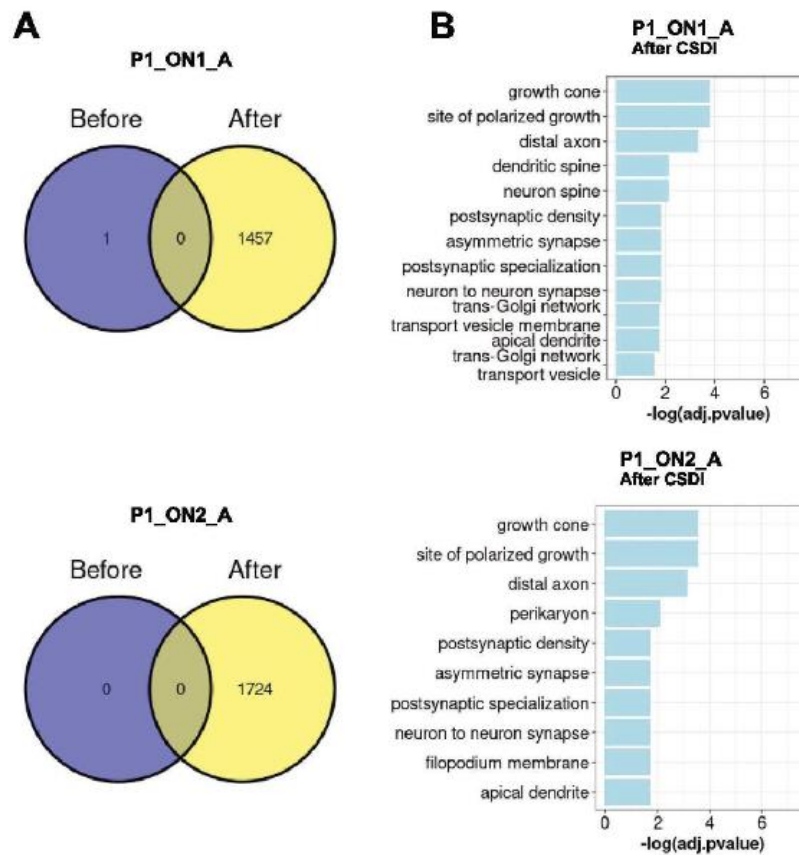 A
P1_ON1_A
Before
After
1
0
1457
P1_ON2_A
Before
After
0
0
1724
B
P1_ON1_A
After CSDI
growth cone
site of polarized growth
distal axon
dendritic spine
neuron spine
postsynaptic density
asymmetric synapse
postsynaptic specialization
neuron to neuron synapse
trans-Golgi network
transport vesicle membrane
apical dendrite
trans-Golgi network
transport vesicle
0 2 4 6
-log(adj.pvalue)
P1_ON2_A
After CSDI
growth cone
site of polarized growth
distal axon
perikaryon
postsynaptic density
asymmetric synapse
postsynaptic specialization
neuron to neuron synapse
filopodium membrane
apical dendrite
0 2 4 6
-log(adj.pvalue)